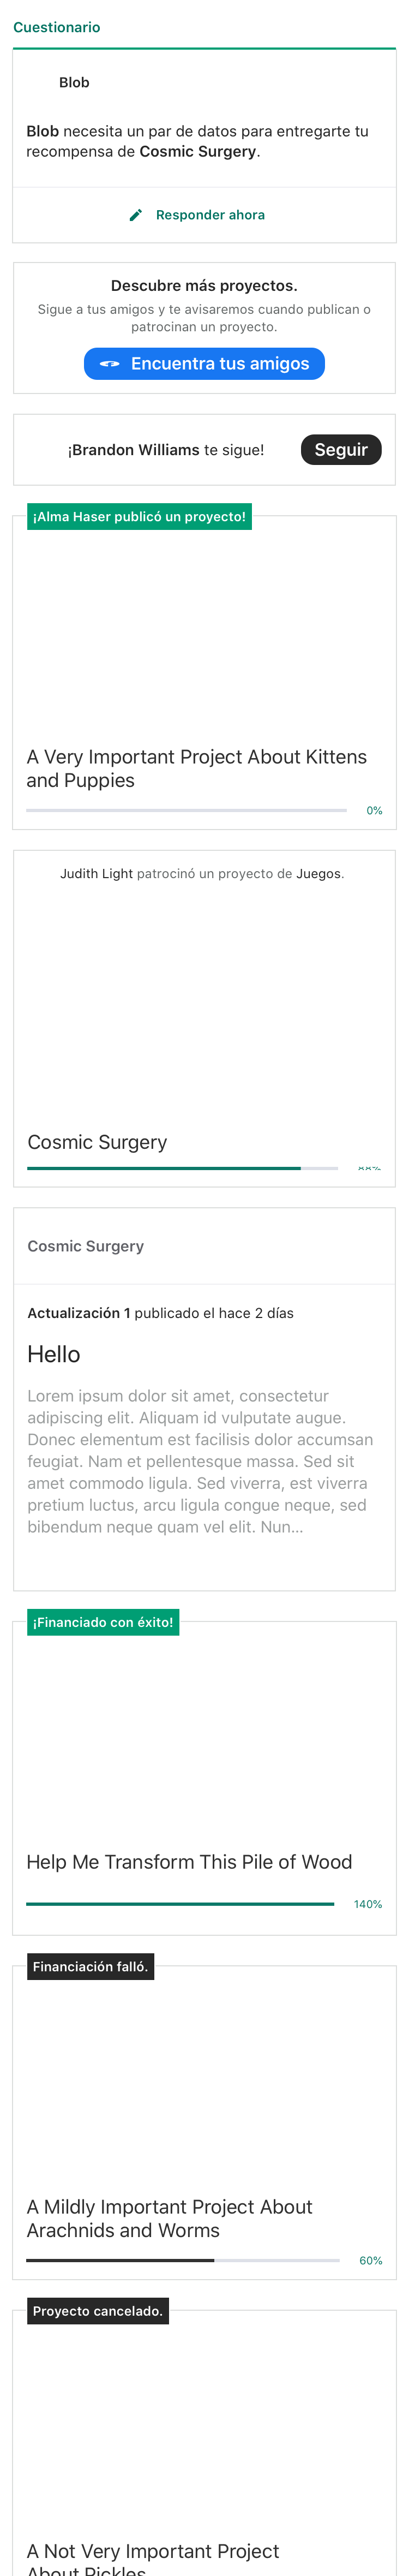 Cuestionario
Blob
Blob necesita un par de datos para entregarte tu
recompensa de Cosmic Surgery.
Responder ahora
Descubre más proyectos.
Sigue a tus amigos y te avisaremos cuando publican o
patrocinan un proyecto.
Encuentra tus amigos
¡Brandon Williams te sigue!
Seguir
¡Alma Haser publicó un proyecto!
A Very Important Project About Kittens
and Puppies
0%
Judith Light patrocinó un proyecto de Juegos.
Cosmic Surgery
Cosmic Surgery
Actualización 1 publicado el hace 2 días
Hello
Lorem ipsum dolor sit amet, consectetur
adipiscing elit. Aliquam id vulputate augue.
Donec elementum est facilisis dolor accumsan
feugiat. Nam et pellentesque massa. Sed sit
amet commodo ligula. Sed viverra, est viverra
pretium luctus, arcu ligula congue neque, sed
bibendum neque quam vel elit. Nun...
¡Financiado con éxito!
Help Me Transform This Pile of Wood
140%
Financiación falló.
A Mildly Important Project About
Arachnids and Worms
60%
Proyecto cancelado.
A Not Very Important Project
About Pickles